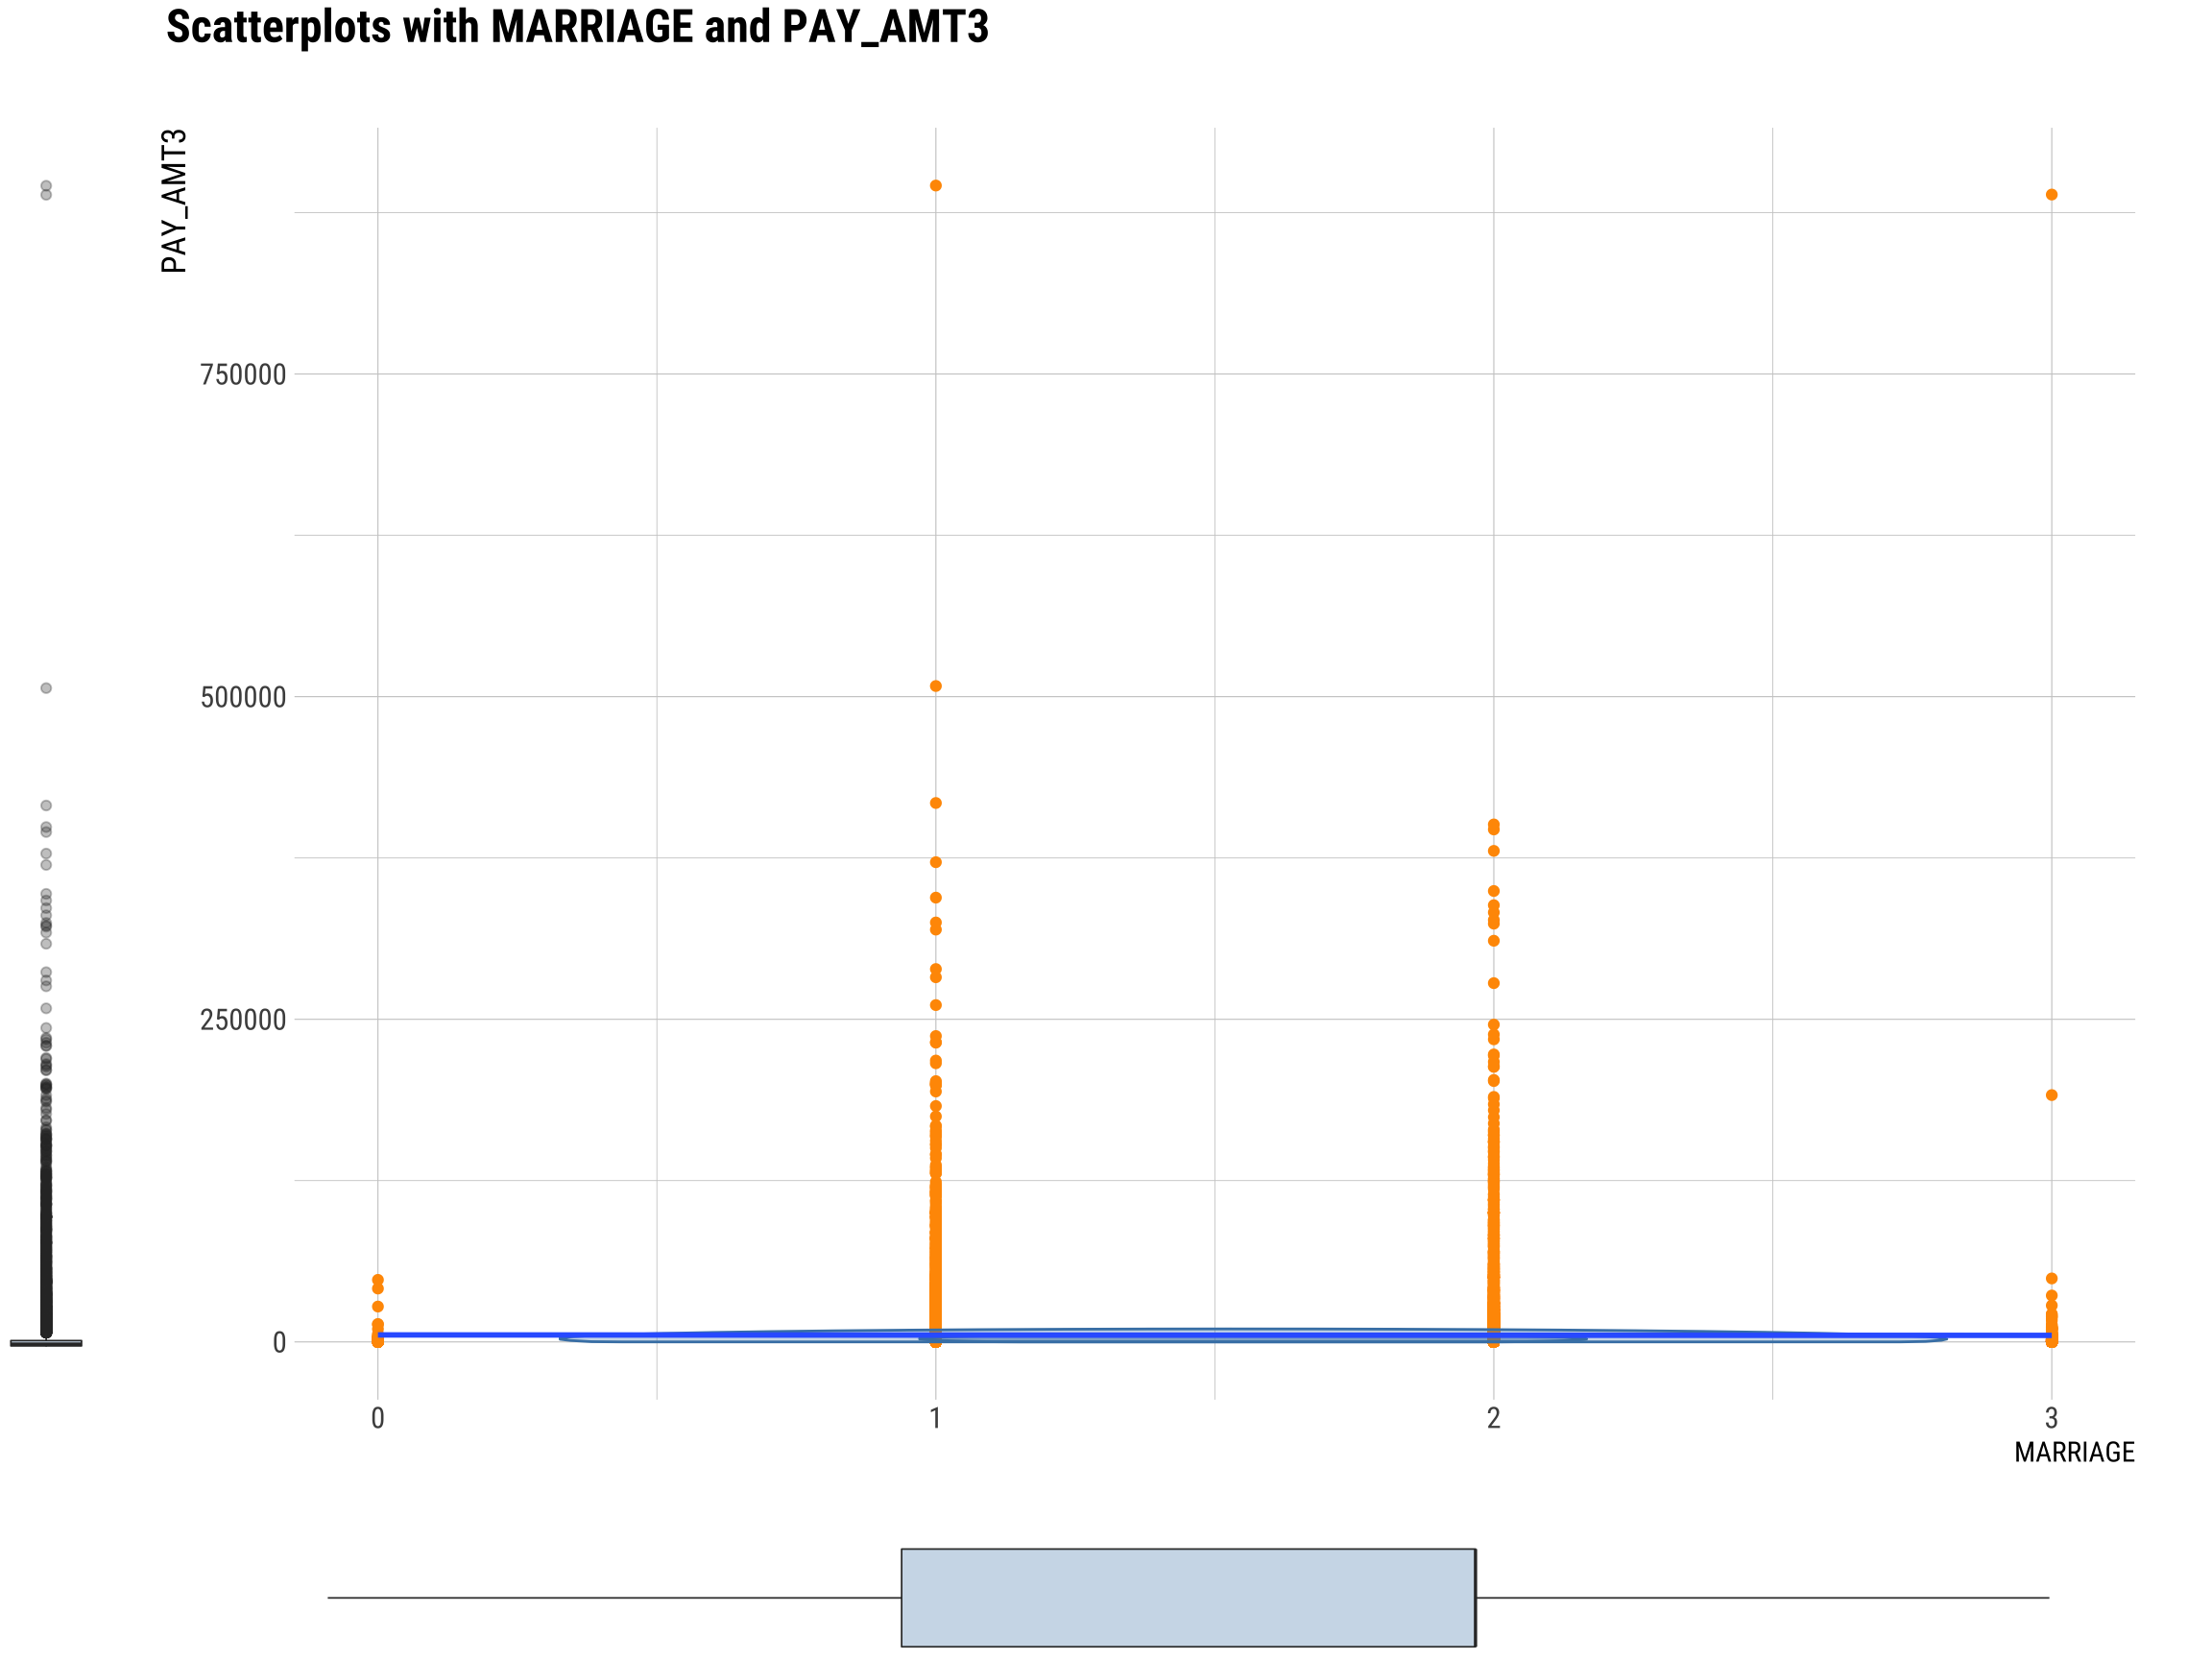 Scatterplots with MARRIAGE and PAY_AMT3
PAY_AMT3
750000
500000
250000
0
0 1 2 3
MARRIAGE